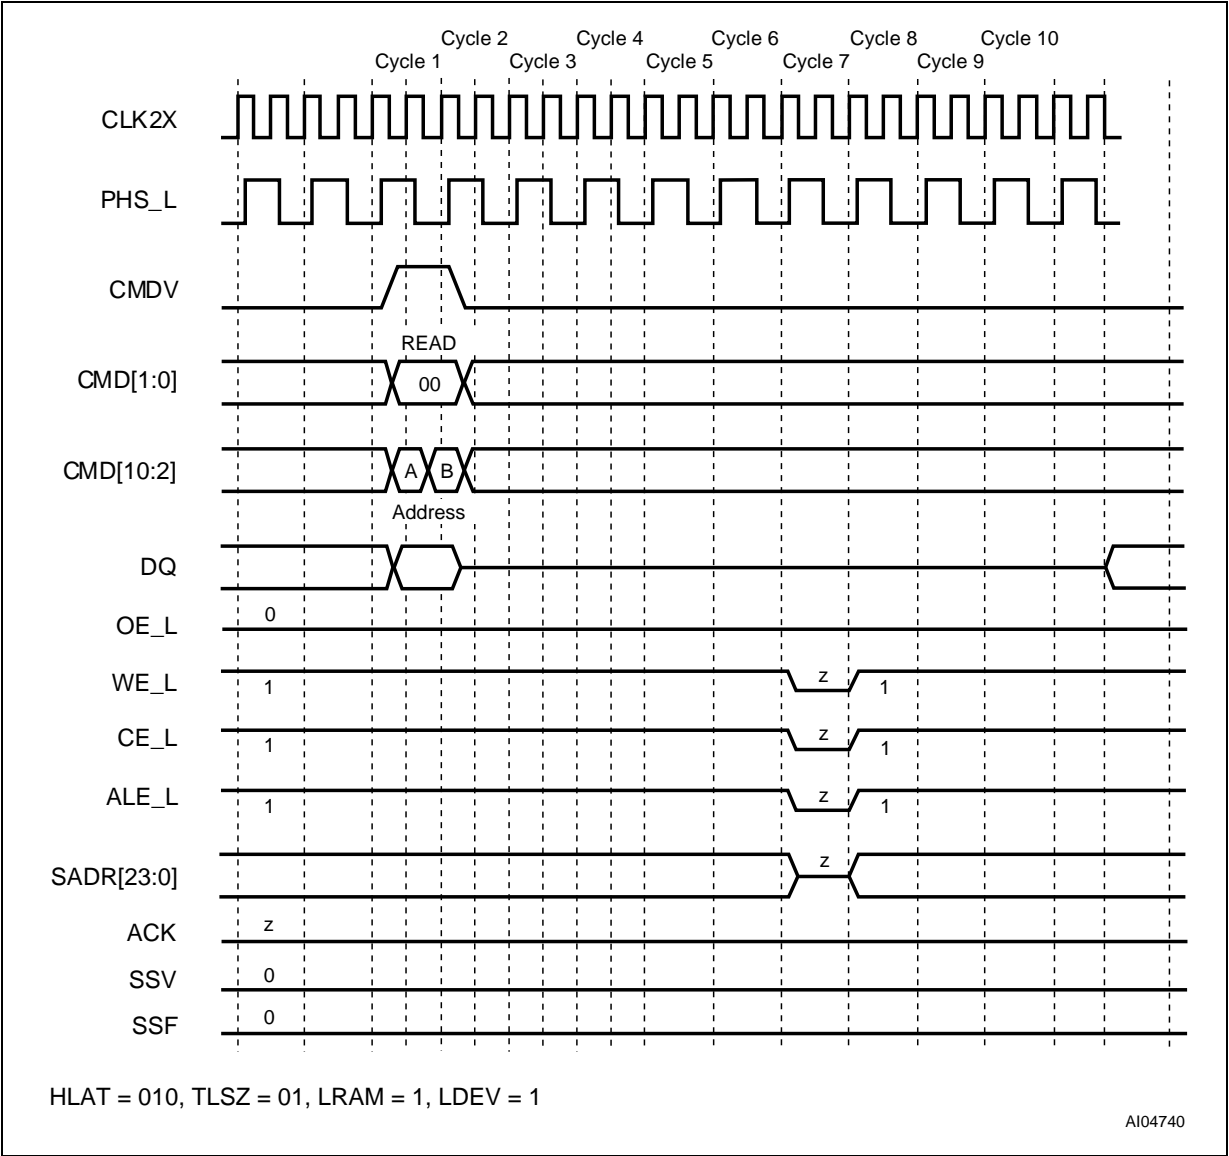 Cycle 2 Cycle 4 Cycle 6 Cycle 8 Cycle 10
Cycle 1 Cycle 3 Cycle 5 Cycle 7 Cycle 9
CLK2X
PHS_L
CMDV
READ
CMD[1:0] 00
CMD[10:2] A B
Address
DQ
OE_L 0
WE_L 1 z 1
CE_L 1 z 1
ALE_L 1 z 1
SADR[23:0] z
ACK z
SSV 0
SSF 0
HLAT = 010, TLSZ = 01, LRAM = 1, LDEV = 1
AI04740